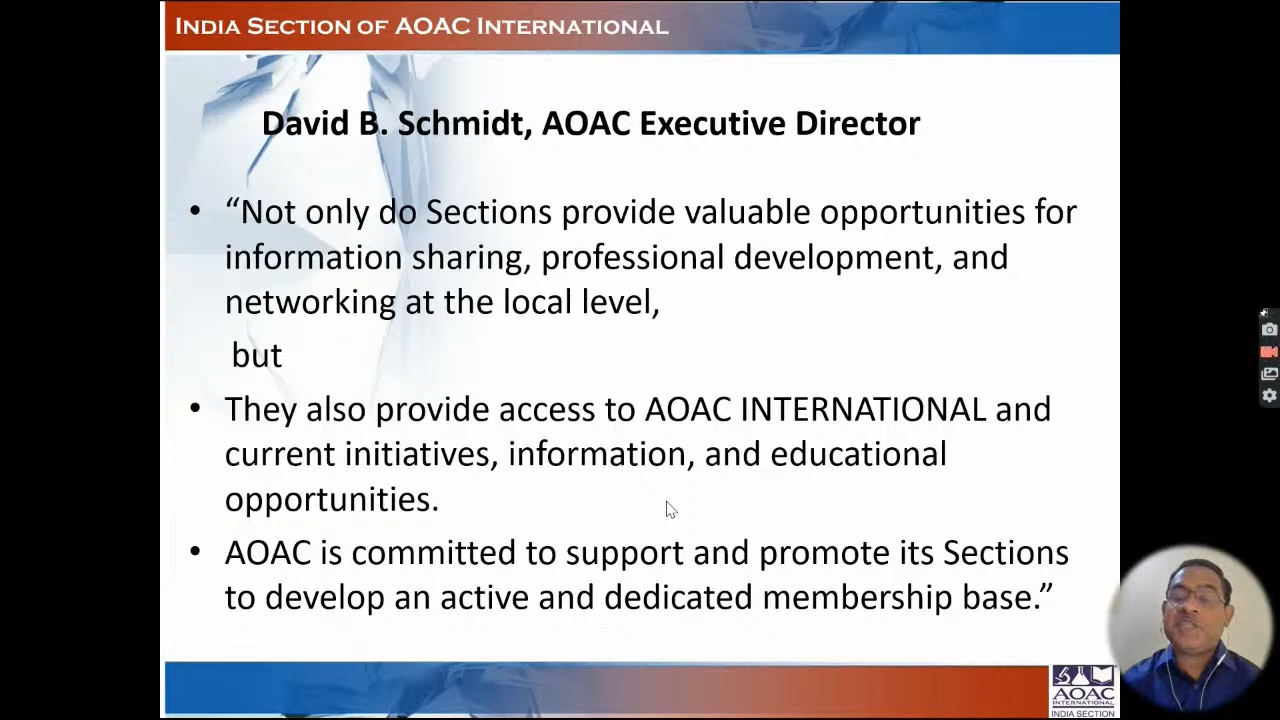 INDIA SECTION OF AOAC INTERNATIONAL
David B. Schmidt, AOAC Executive Director
• “Not only do Sections provide valuable opportunities for
information sharing, professional development, and
networking at the local level,
but
• They also provide access to AOAC INTERNATIONAL and
current initiatives, information, and educational
opportunities.
• AOAC is committed to support and promote its Sections
to develop an active and dedicated membership base.”
AOAC
INTERNATIONAL
INDIA SECTION